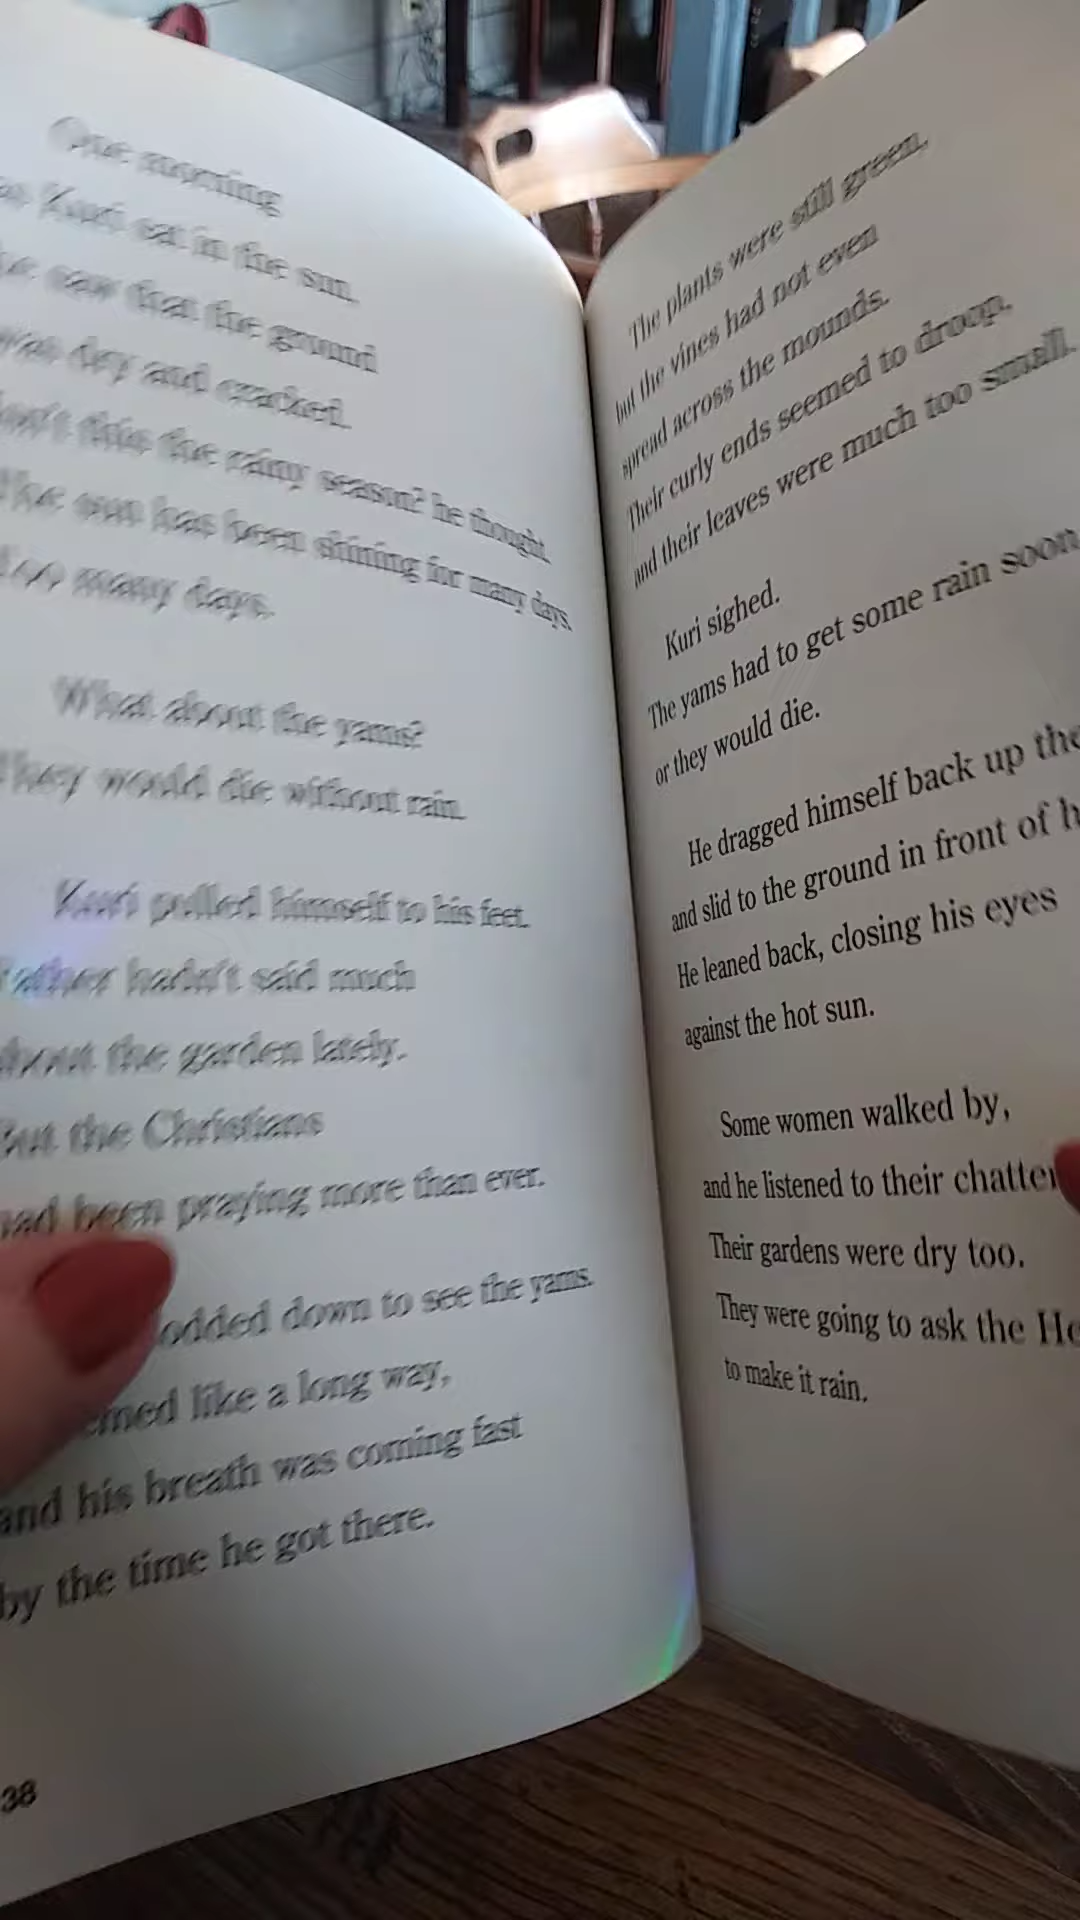 One morning
as Kuri sat in the sun,
he saw that the ground
was dry and cracked.
Isn't this the rainy season? he thought.
The sun has been shining for many days.
Too many days.
What about the yams?
They would die without rain.
Kuri pulled himself to his feet.
Father hadn't said much
about the garden lately.
But the Christians
had been praying more than ever.
odded down to see the yams.
emed like a long way,
and his breath was coming fast
by the time he got there.
38
The plants were still green,
but the vines had not even
spread across the mounds.
Their curly ends seemed to droop,
and their leaves were much too small.
Kuri sighed.
The yams had to get some rain soon
or they would die.
He dragged himself back up the
and slid to the ground in front of h
He leaned back, closing his eyes
against the hot sun.
Some women walked by,
and he listened to their chatter
Their gardens were dry too.
They were going to ask the He
to make it rain.